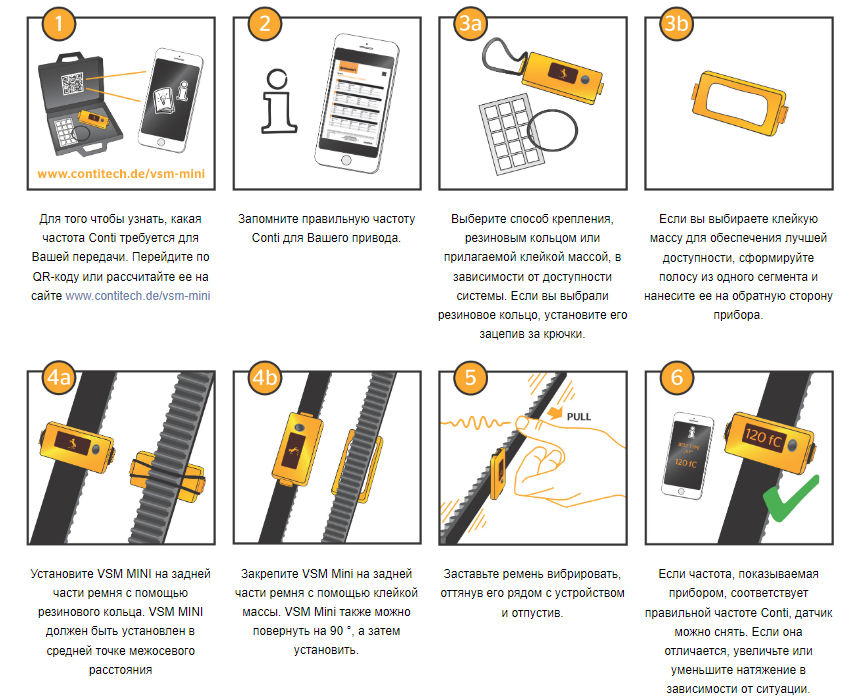 1
www.contitech.de/vsm-mini
Для того чтобы узнать, какая
частота Conti требуется для
Вашей передачи. Перейдите по
QR-коду или рассчитайте ее на
сайте www.contitech.de/vsm-mini
2
Запомните правильную частоту
Conti для Вашего привода.
3a
Выберите способ крепления,
резиновым кольцом или
прилагаемой клейкой массой, в
зависимости от доступности
системы. Если вы выбрали
резиновое кольцо, установите его
зацепив за крючки.
3b
Если вы выбираете клейкую
массу для обеспечения лучшей
доступности, сформируйте
полосу из одного сегмента и
нанесите ее на обратную сторону
прибора.
4a
Установите VSM MINI на задней
части ремня с помощью
резинового кольца. VSM MINI
должен быть установлен в
средней точке межосевого
расстояния
4b
Закрепите VSM Mini на задней
части ремня с помощью клейкой
массы. VSM Mini также можно
повернуть на 90 °, а затем
установить.
5
PULL
Заставьте ремень вибрировать,
оттянув его рядом с устройством
и отпустив.
6
120 fC
120 fC
Если частота, показываемая
прибором, соответствует
правильной частоте Conti, датчик
можно снять. Если она
отличается, увеличьте или
уменьшите натяжение в
зависимости от ситуации.